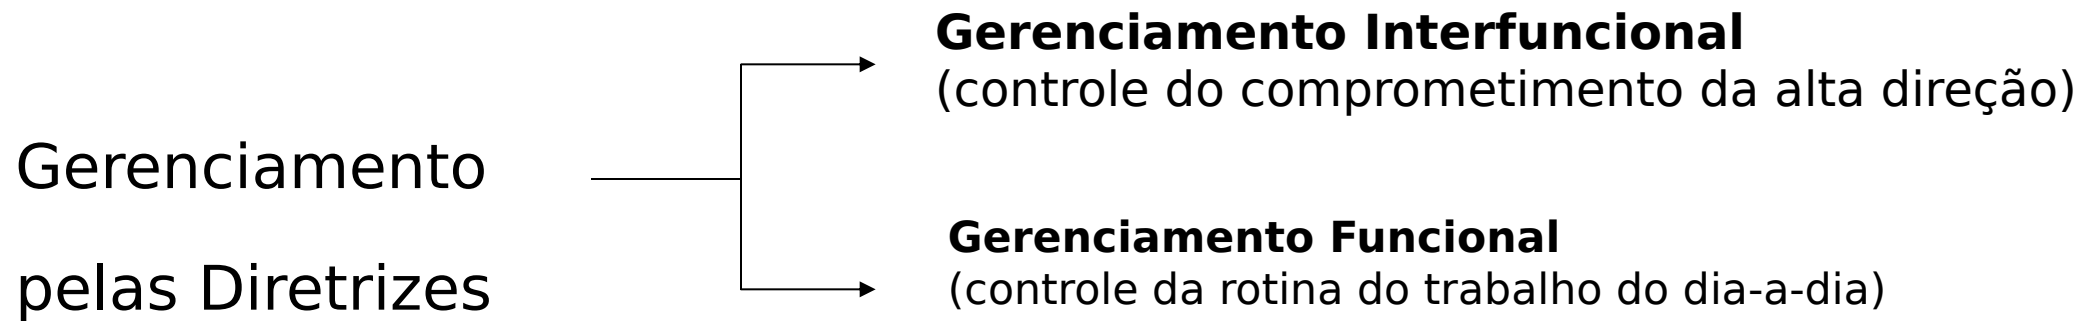 Gerenciamento
pelas Diretrizes
Gerenciamento Interfuncional
(controle do comprometimento da alta direção)
Gerenciamento Funcional
(controle da rotina do trabalho do dia-a-dia)